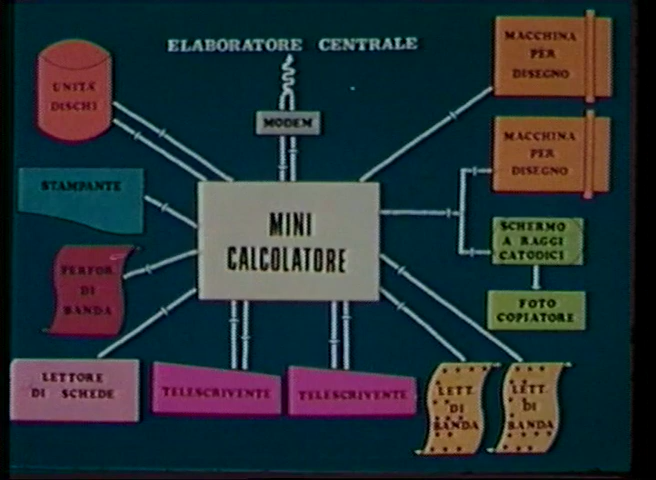 ELABORATORE CENTRALE
MODEM
UNITA'
DISCHI
STAMPANTE
PERFOR.
DI
BANDA
LETTORE
DI SCHEDE
MINI
CALCOLATORE
TELESCRIVENTE
TELESCRIVENTE
LETT.
DI
BANDA
LETT.
DI
BANDA
MACCHINA
PER
DISEGNO
MACCHINA
PER
DISEGNO
SCHERMO
A RAGGI
CATODICI
FOTO
COPIATORE